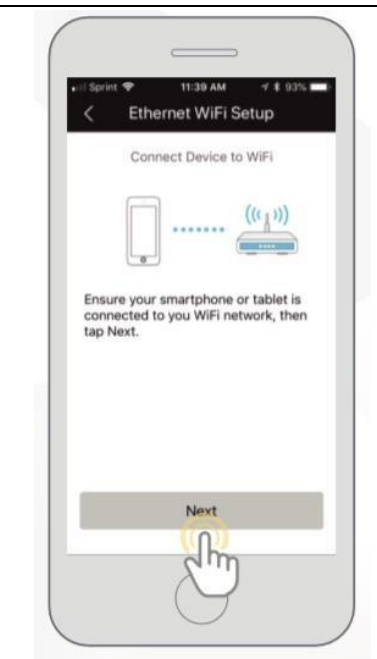 Sprint 11:39 AM 93%
Ethernet WiFi Setup
Connect Device to WiFi
Ensure your smartphone or tablet is
connected to you WiFi network, then
tap Next.
Next